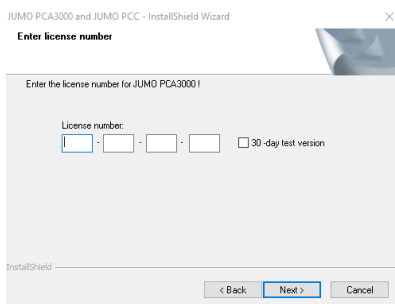 JUMO PCA3000 and JUMO PCC - InstallShield Wizard
Enter license number
Enter the license number for JUMO PCA3000 !
License number:
- - - 30 -day test version
InstallShield
< Back Next > Cancel